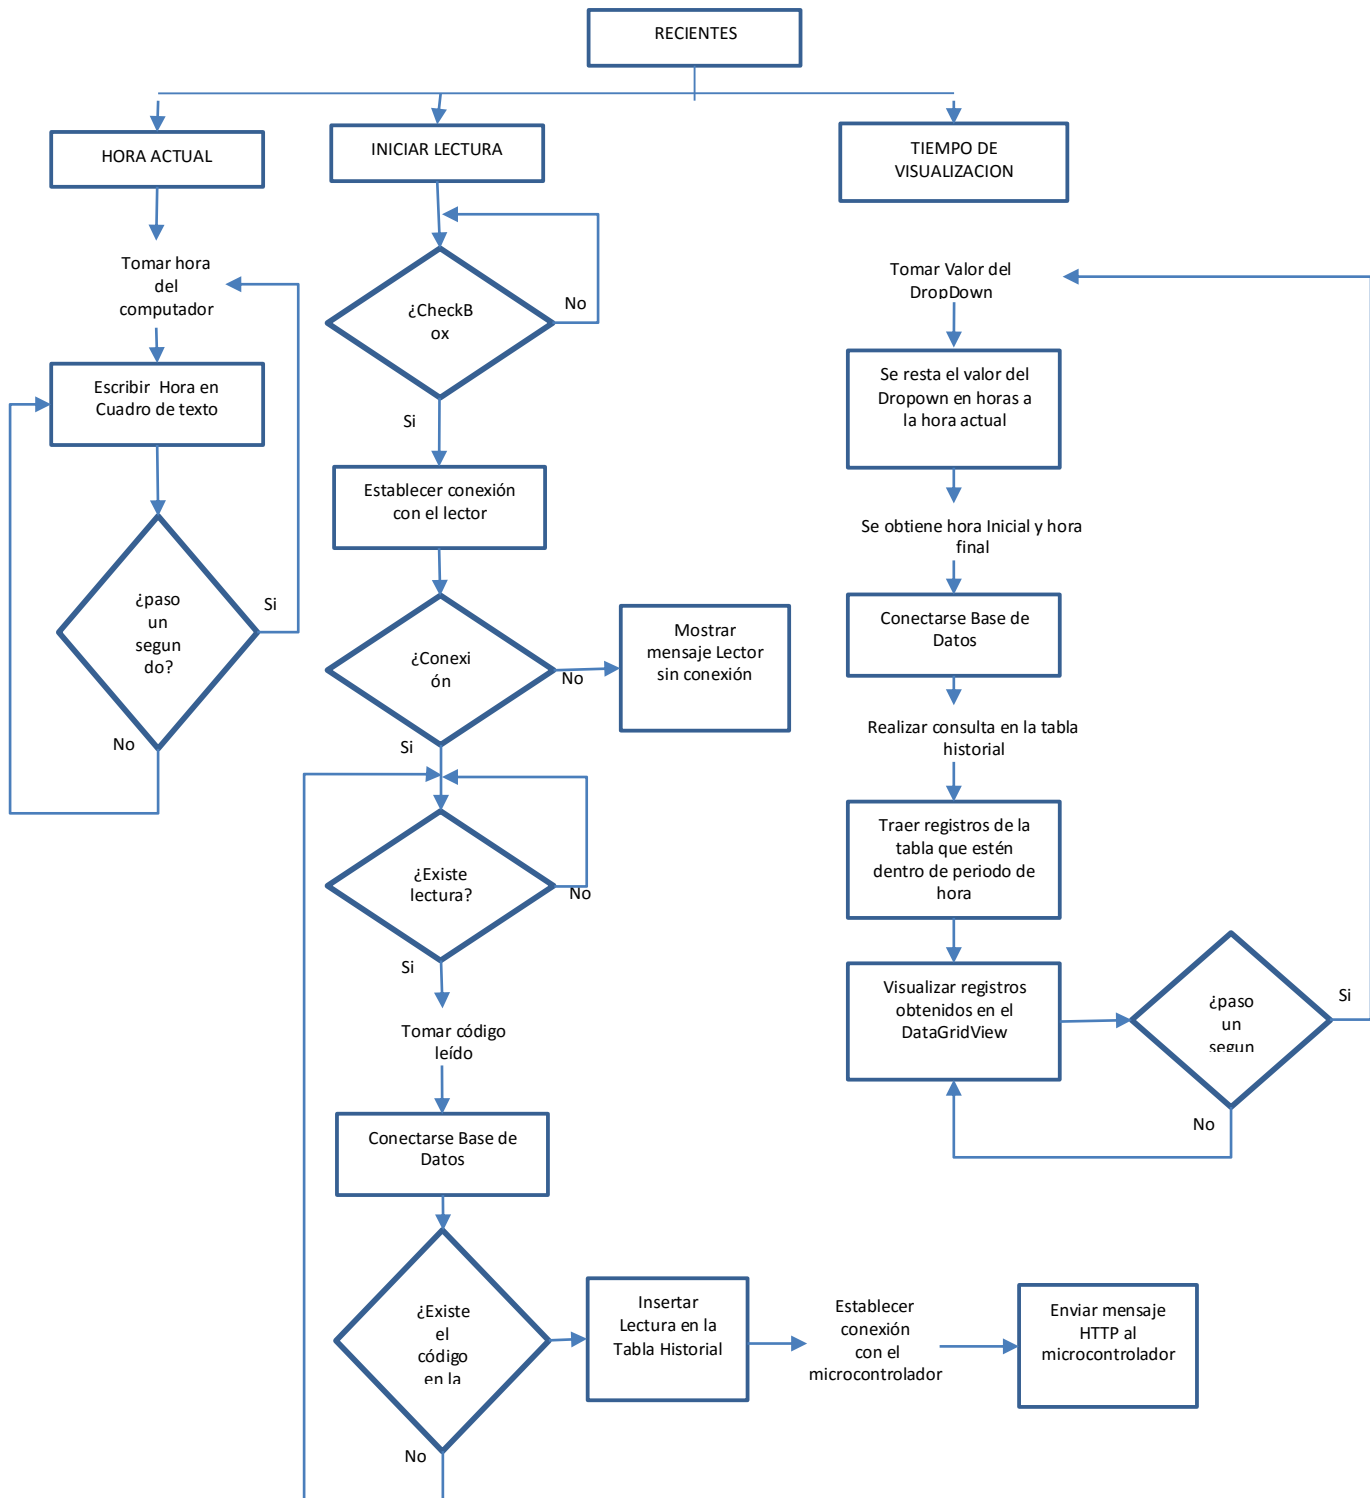 RECIENTES
HORA ACTUAL
Tomar hora
del
computador
Escribir Hora en
Cuadro de texto
¿paso
un
segun
do?
Si
No
INICIAR LECTURA
¿CheckB
ox
No
Si
Establecer conexión
con el lector
¿Conexi
ón
No
Mostrar
mensaje Lector
sin conexión
Si
¿Existe
lectura?
No
Si
Tomar código
leído
Conectarse Base de
Datos
¿Existe
el
código
en la
No
Insertar
Lectura en la
Tabla Historial
Establecer
conexión
con el
microcontrolador
Enviar mensaje
HTTP al
microcontrolador
TIEMPO DE
VISUALIZACION
Tomar Valor del
DropDown
Se resta el valor del
Dropown en horas a
la hora actual
Se obtiene hora Inicial y hora
final
Conectarse Base de
Datos
Realizar consulta en la tabla
historial
Traer registros de la
tabla que estén
dentro de periodo de
hora
Visualizar registros
obtenidos en el
DataGridView
¿paso
un
segun
Si
No